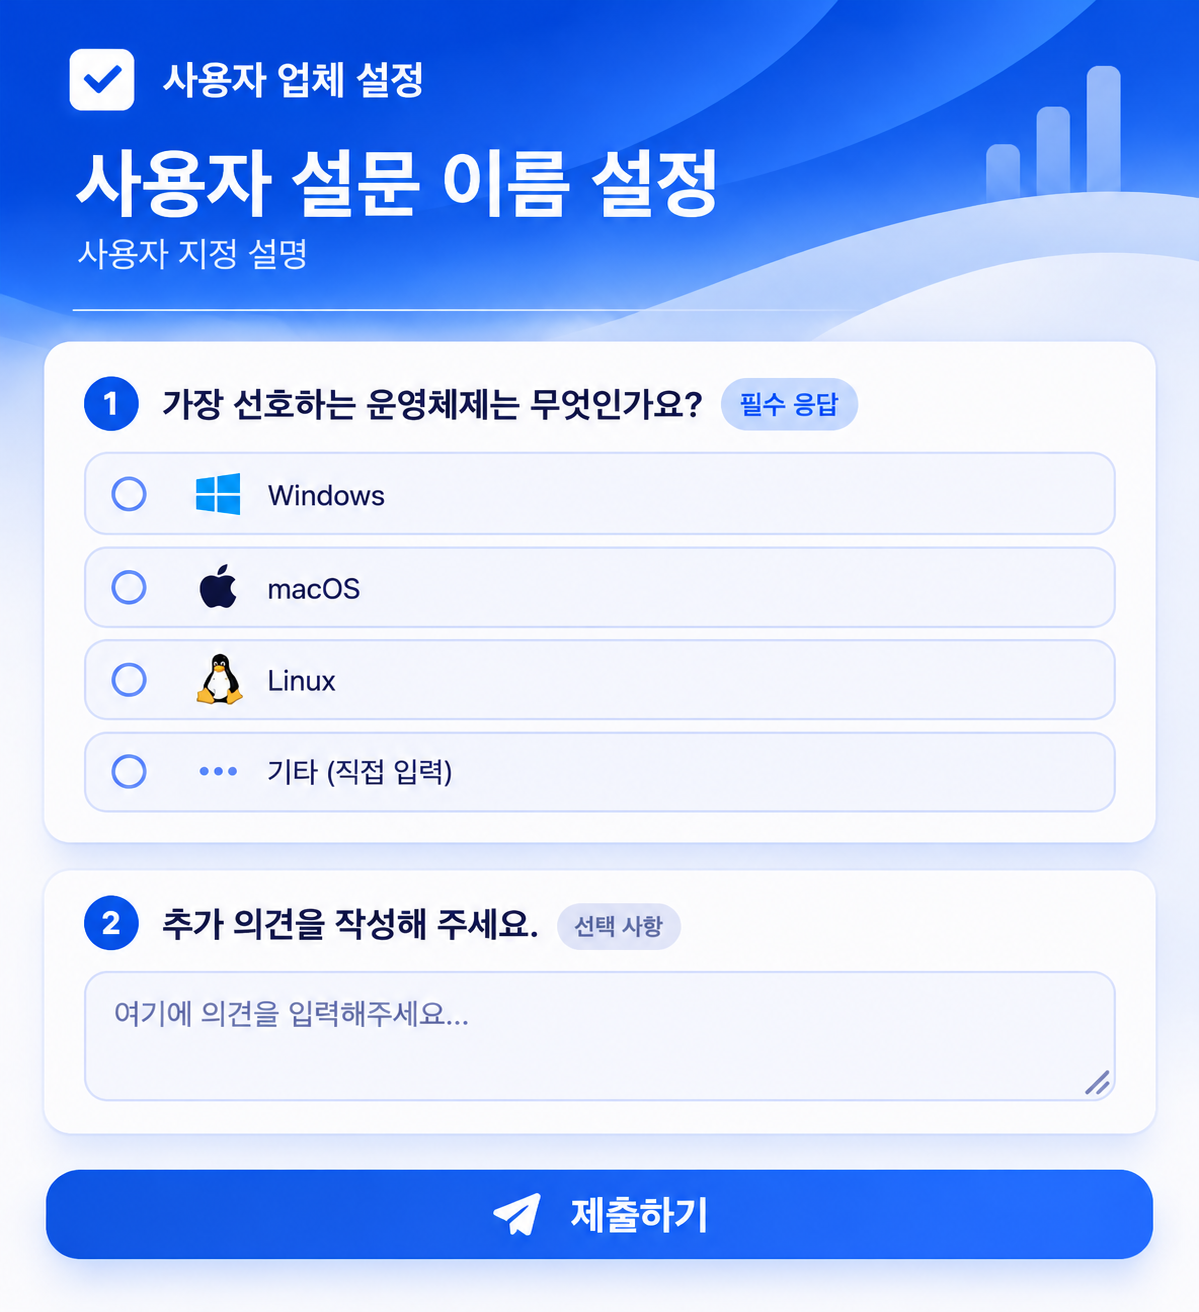 사용자 업체 설정
사용자 설문 이름 설정
사용자 지정 설명
1 가장 선호하는 운영체제는 무엇인가요? 필수 응답
Windows
macOS
Linux
기타 (직접 입력)
2 추가 의견을 작성해 주세요. 선택 사항
여기에 의견을 입력해주세요...
제출하기